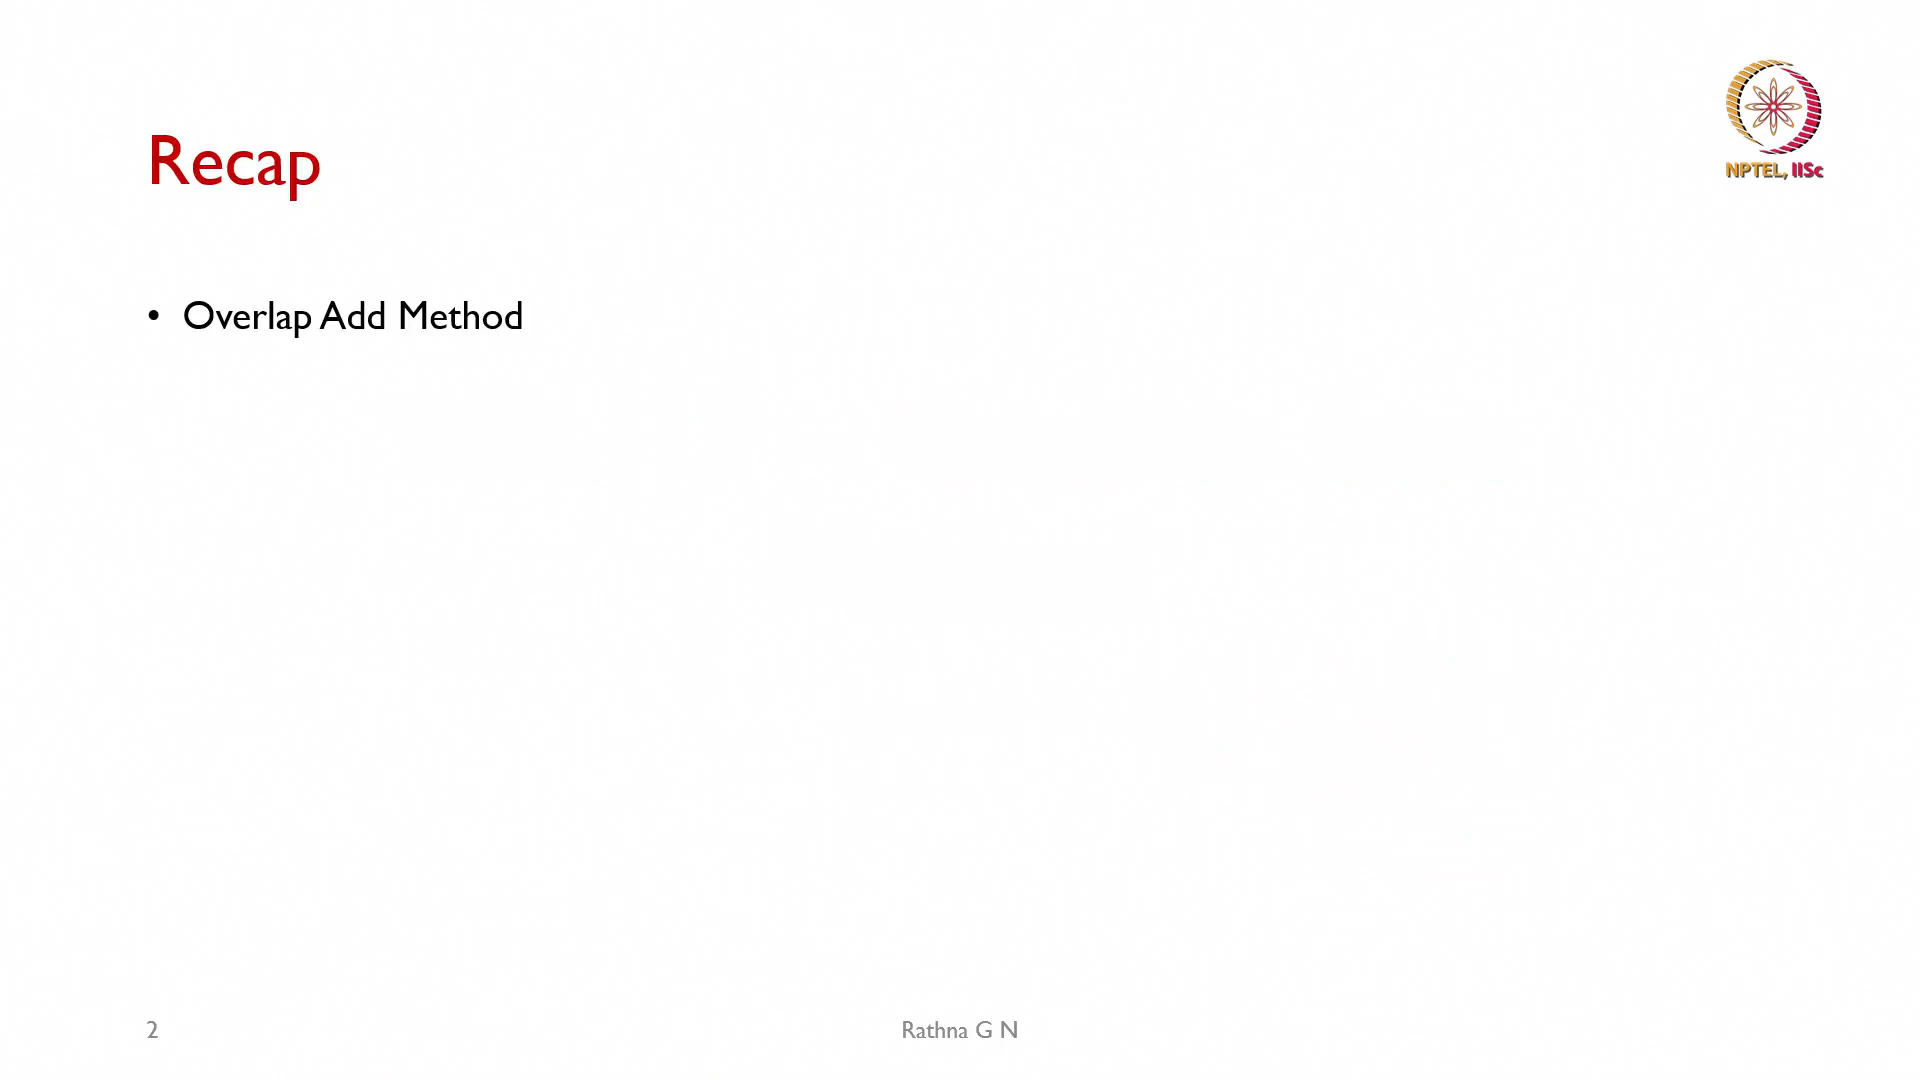 NPTEL, IISc
Recap
• Overlap Add Method
2
Rathna G N